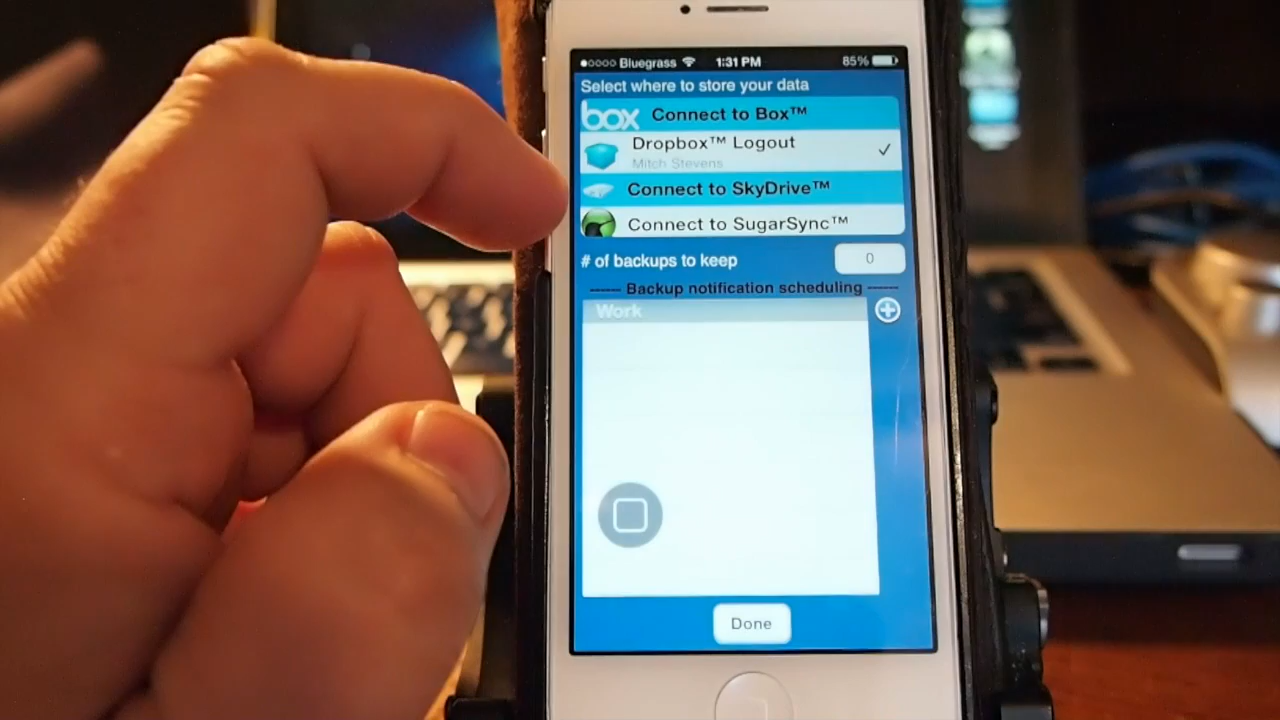 ●○○○○ Bluegrass 1:31 PM 85%
Select where to store your data
box Connect to Box™
Dropbox™ Logout ✓
Mitch Stevens
Connect to SkyDrive™
Connect to SugarSync™
# of backups to keep 0
------ Backup notification scheduling ------
Work
Done